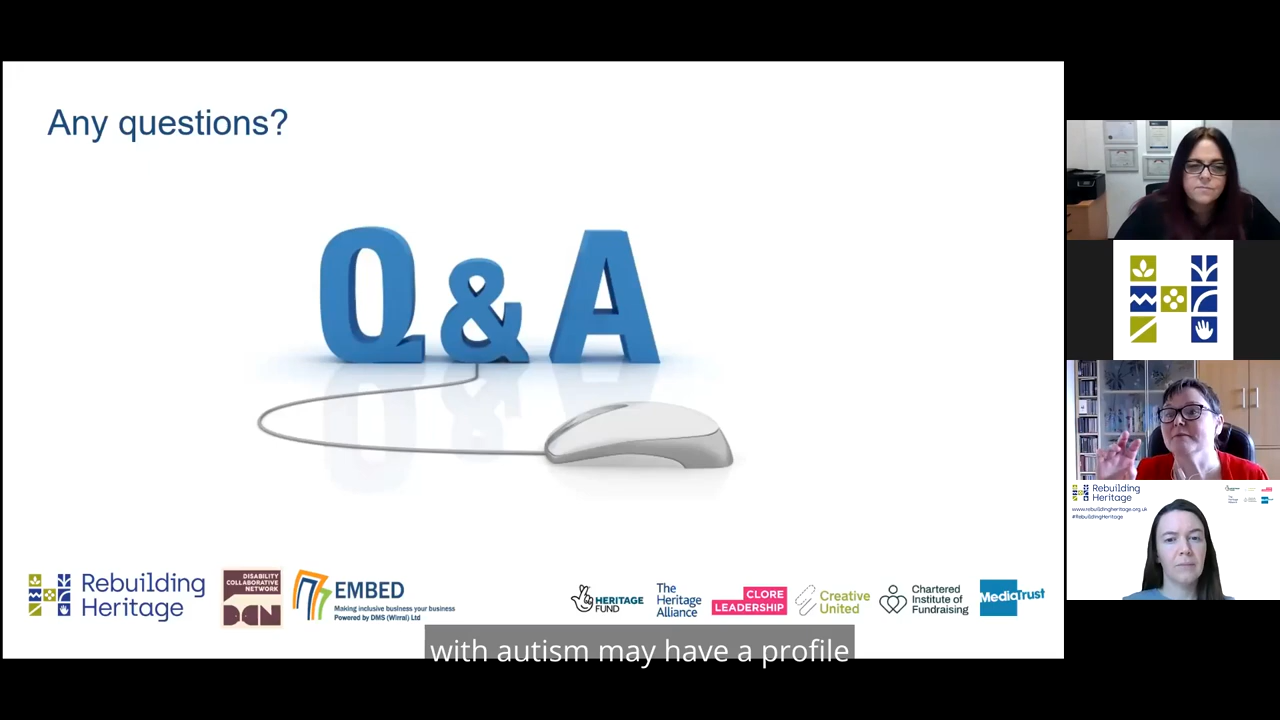 Any questions?
Q & A
Rebuilding
Heritage
DISABILITY
COLLABORATIVE
NETWORK
DCN
EMBED
Making inclusive business your business
Powered by DMS (Wirral) Ltd
HERITAGE
FUND
The
Heritage
Alliance
CLORE
LEADERSHIP
Creative
United
Chartered
Institute of
Fundraising
MediaTrust
with autism may have a profile
Rebuilding
Heritage
www.rebuildingheritage.org.uk
#RebuildingHeritage